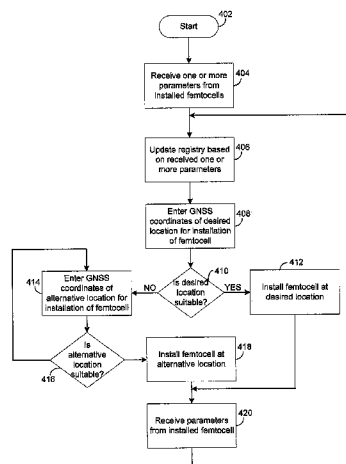 Start
402
Receive one or more
parameters from
installed femtocells
404
Update registry based
on received one or
more parameters
406
Enter GNSS
coordinates of desired
location for installation
of femtocell
408
410
Is
desired
location
suitable?
NO
YES
412
Install femtocell at
desired location
414
Enter GNSS
coordinates of
alternative location for
installation of femtocell
Is
alternative
location
suitable?
416
418
Install femtocell at
alternative location
Receive parameters
from installed femtocell
420